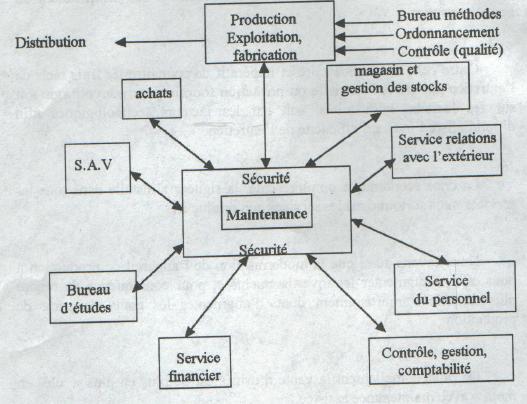 Production
Exploitation,
fabrication
Bureau méthodes
Ordonnancement
Contrôle (qualité)
Distribution
achats
magasin et
gestion des stocks
S.A.V
Service relations
avec l'extérieur
Sécurité
Maintenance
Sécurité
Bureau
d'études
Service
du personnel
Service
financier
Contrôle, gestion,
comptabilité